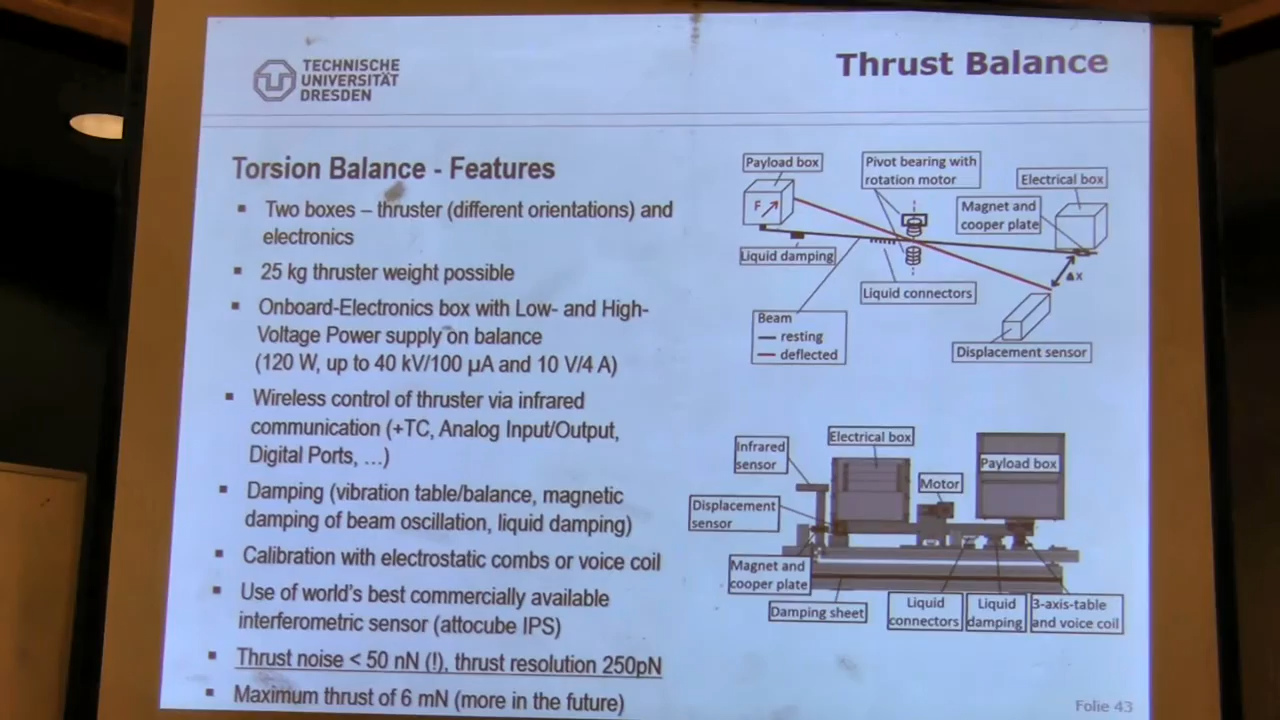 TECHNISCHE
UNIVERSITÄT
DRESDEN
Thrust Balance
Torsion Balance - Features
▪ Two boxes – thruster (different orientations) and
electronics
▪ 25 kg thruster weight possible
▪ Onboard-Electronics box with Low- and High-
Voltage Power supply on balance
(120 W, up to 40 kV/100 µA and 10 V/4 A)
▪ Wireless control of thruster via infrared
communication (+TC, Analog Input/Output,
Digital Ports, …)
▪ Damping (vibration table/balance, magnetic
damping of beam oscillation, liquid damping)
▪ Calibration with electrostatic combs or voice coil
▪ Use of world's best commercially available
interferometric sensor (attocube IPS)
▪ Thrust noise < 50 nN (!), thrust resolution 250pN
▪ Maximum thrust of 6 mN (more in the future)
Payload box
Pivot bearing with
rotation motor
Electrical box
F
Magnet and
cooper plate
Liquid damping
Δx
Liquid connectors
Beam
resting
deflected
Displacement sensor
Electrical box
Infrared
sensor
Payload box
Motor
Displacement
sensor
Magnet and
cooper plate
Damping sheet
Liquid
connectors
Liquid
damping
3-axis-table
and voice coil
Folie 43